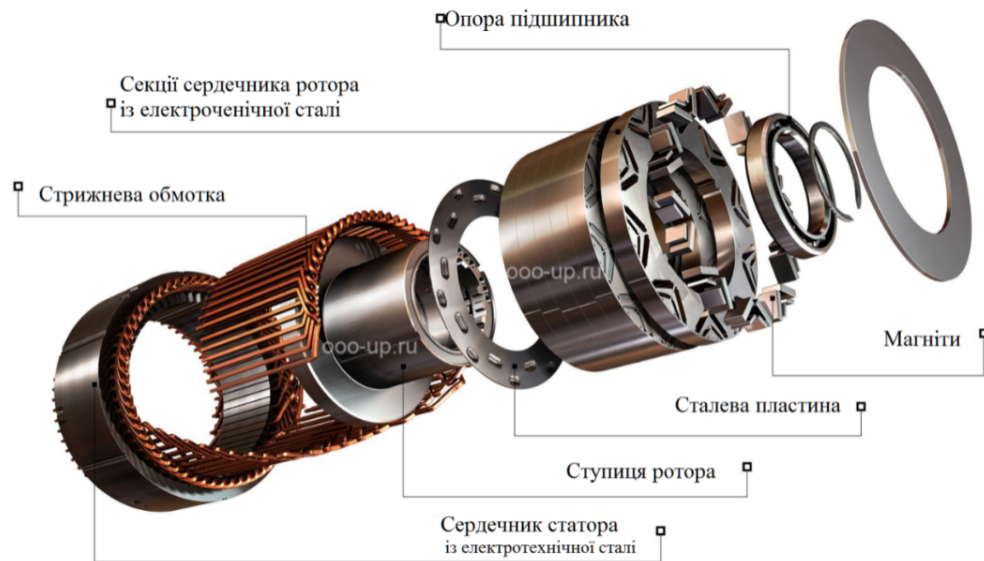 Опора підшипника
Секції сердечника ротора
із електроченічної сталі
Стрижнева обмотка
ooo-up.ru
ooo-up.ru
Магніти
Сталева пластина
Ступиця ротора
Сердечник статора
із електротехнічної сталі